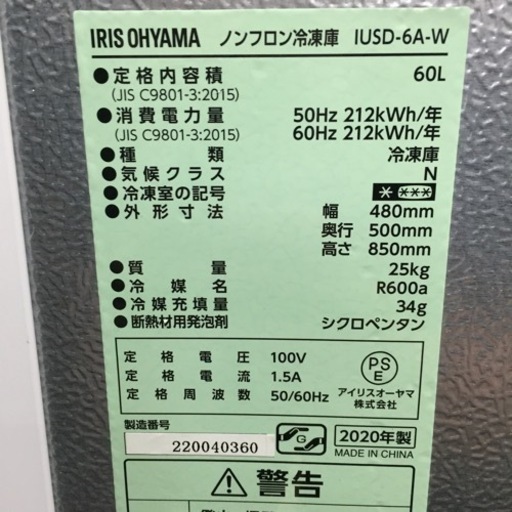 IRIS OHYAMA ノンフロン冷凍庫 IUSD-6A-W
●定格内容積 60L
(JIS C9801-3:2015)
●消費電力量 50Hz 212kWh/年
(JIS C9801-3:2015) 60Hz 212kWh/年
●種類 冷凍庫
●気候クラス N
●冷凍室の記号 * ***
●外形寸法 幅 480mm
奥行 500mm
高さ 850mm
●質量 25kg
●冷媒名 R600a
●冷媒充填量 34g
●断熱材用発泡剤 シクロペンタン
定格電圧 100V
定格電流 1.5A
定格周波数 50/60Hz
PS
E
アイリスオーヤマ
株式会社
製造番号
220040360
G
2020年製
MADE IN CHINA
警告